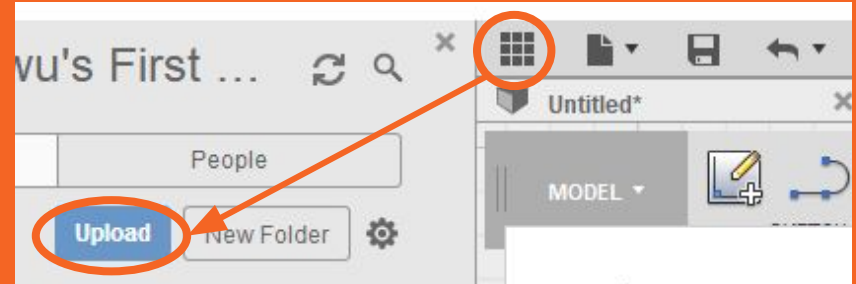 wu's First ...
Untitled*
People
MODEL
Upload
New Folder